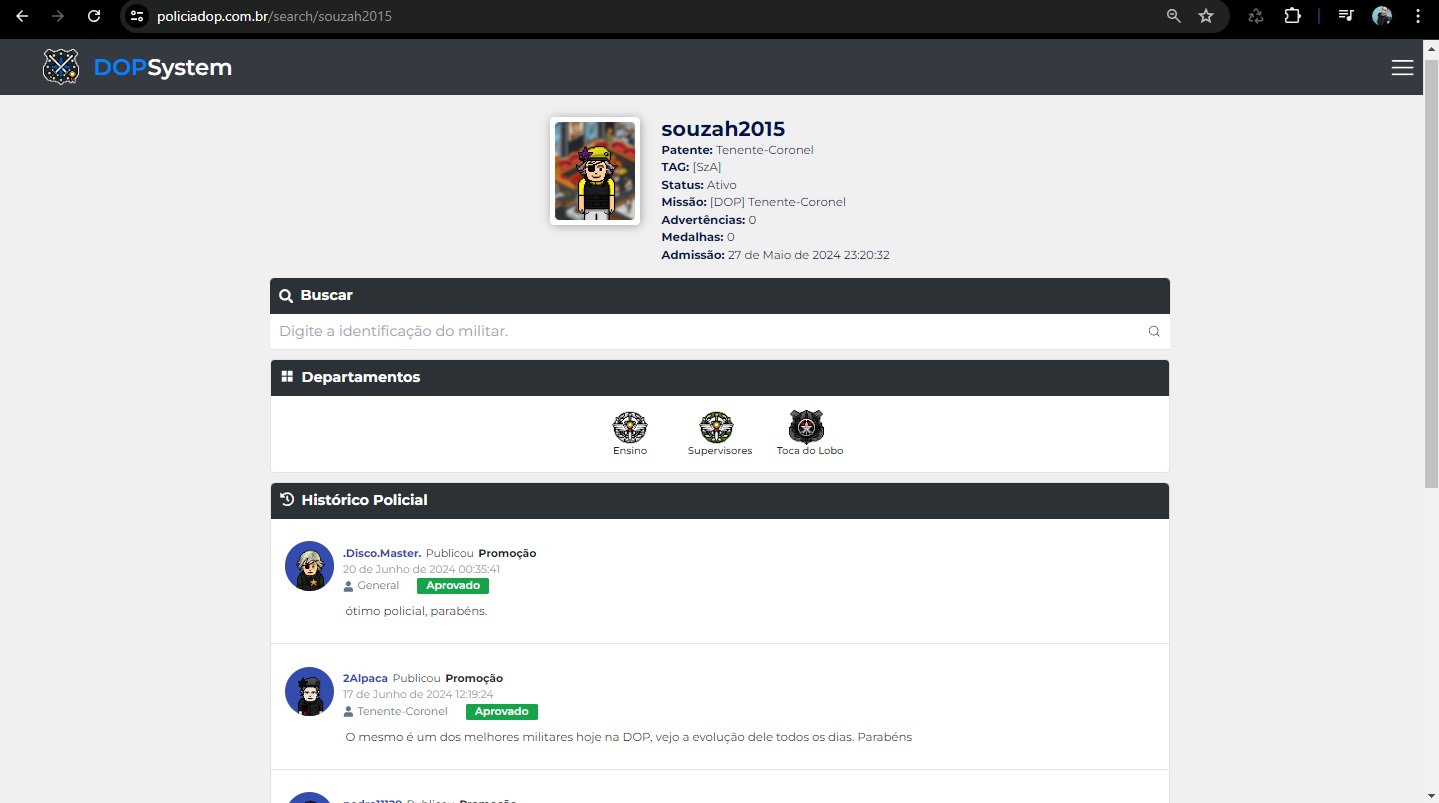 policiadop.com.br/search/souzah2015
DOPSystem
souzah2015
Patente: Tenente-Coronel
TAG: [SzA]
Status: Ativo
Missão: [DOP] Tenente-Coronel
Advertências: 0
Medalhas: 0
Admissão: 27 de Maio de 2024 23:20:32
Buscar
Digite a identificação do militar.
Departamentos
Ensino
Supervisores
Toca do Lobo
Histórico Policial
.Disco.Master. Publicou Promoção
20 de Junho de 2024 00:35:41
General Aprovado
ótimo policial, parabéns.
2Alpaca Publicou Promoção
17 de Junho de 2024 12:19:24
Tenente-Coronel Aprovado
O mesmo é um dos melhores militares hoje na DOP, vejo a evolução dele todos os dias. Parabéns
Publicou Promoção